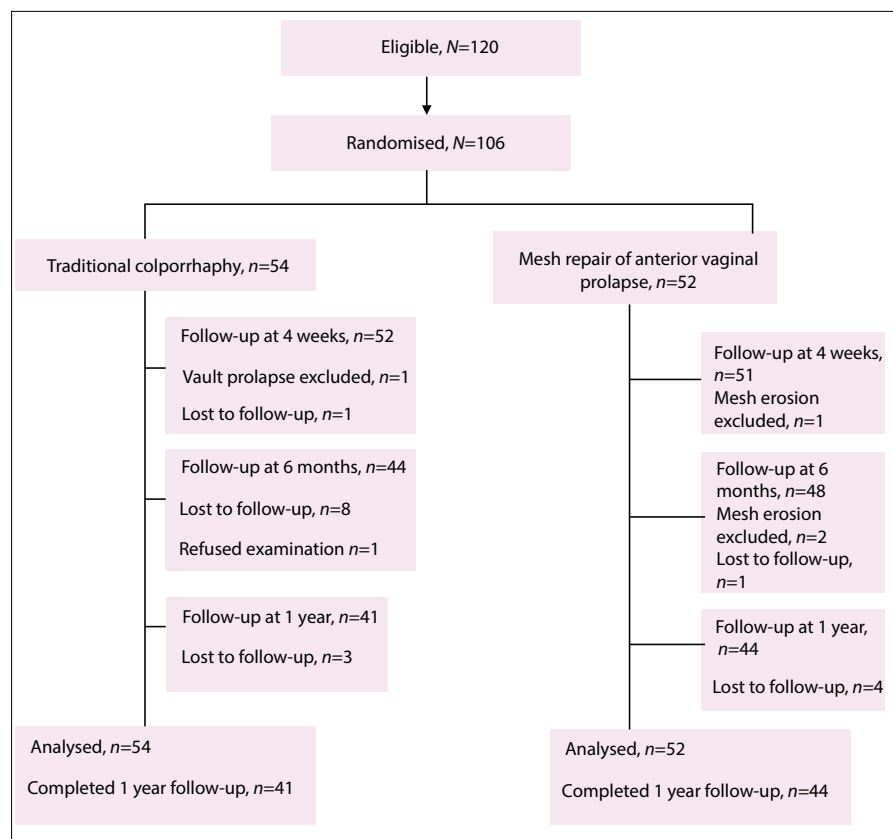 Eligible, N=120
Randomised, N=106
Traditional colporrhaphy, n=54
Follow-up at 4 weeks, n=52
Vault prolapse excluded, n=1
Lost to follow-up, n=1
Follow-up at 6 months, n=44
Lost to follow-up, n=8
Refused examination n=1
Follow-up at 1 year, n=41
Lost to follow-up, n=3
Analysed, n=54
Completed 1 year follow-up, n=41
Mesh repair of anterior vaginal
prolapse, n=52
Follow-up at 4 weeks,
n=51
Mesh erosion
excluded, n=1
Follow-up at 6
months, n=48
Mesh erosion
excluded, n=2
Lost to follow-up,
n=1
Follow-up at 1 year,
n=44
Lost to follow-up, n=4
Analysed, n=52
Completed 1 year follow-up, n=44